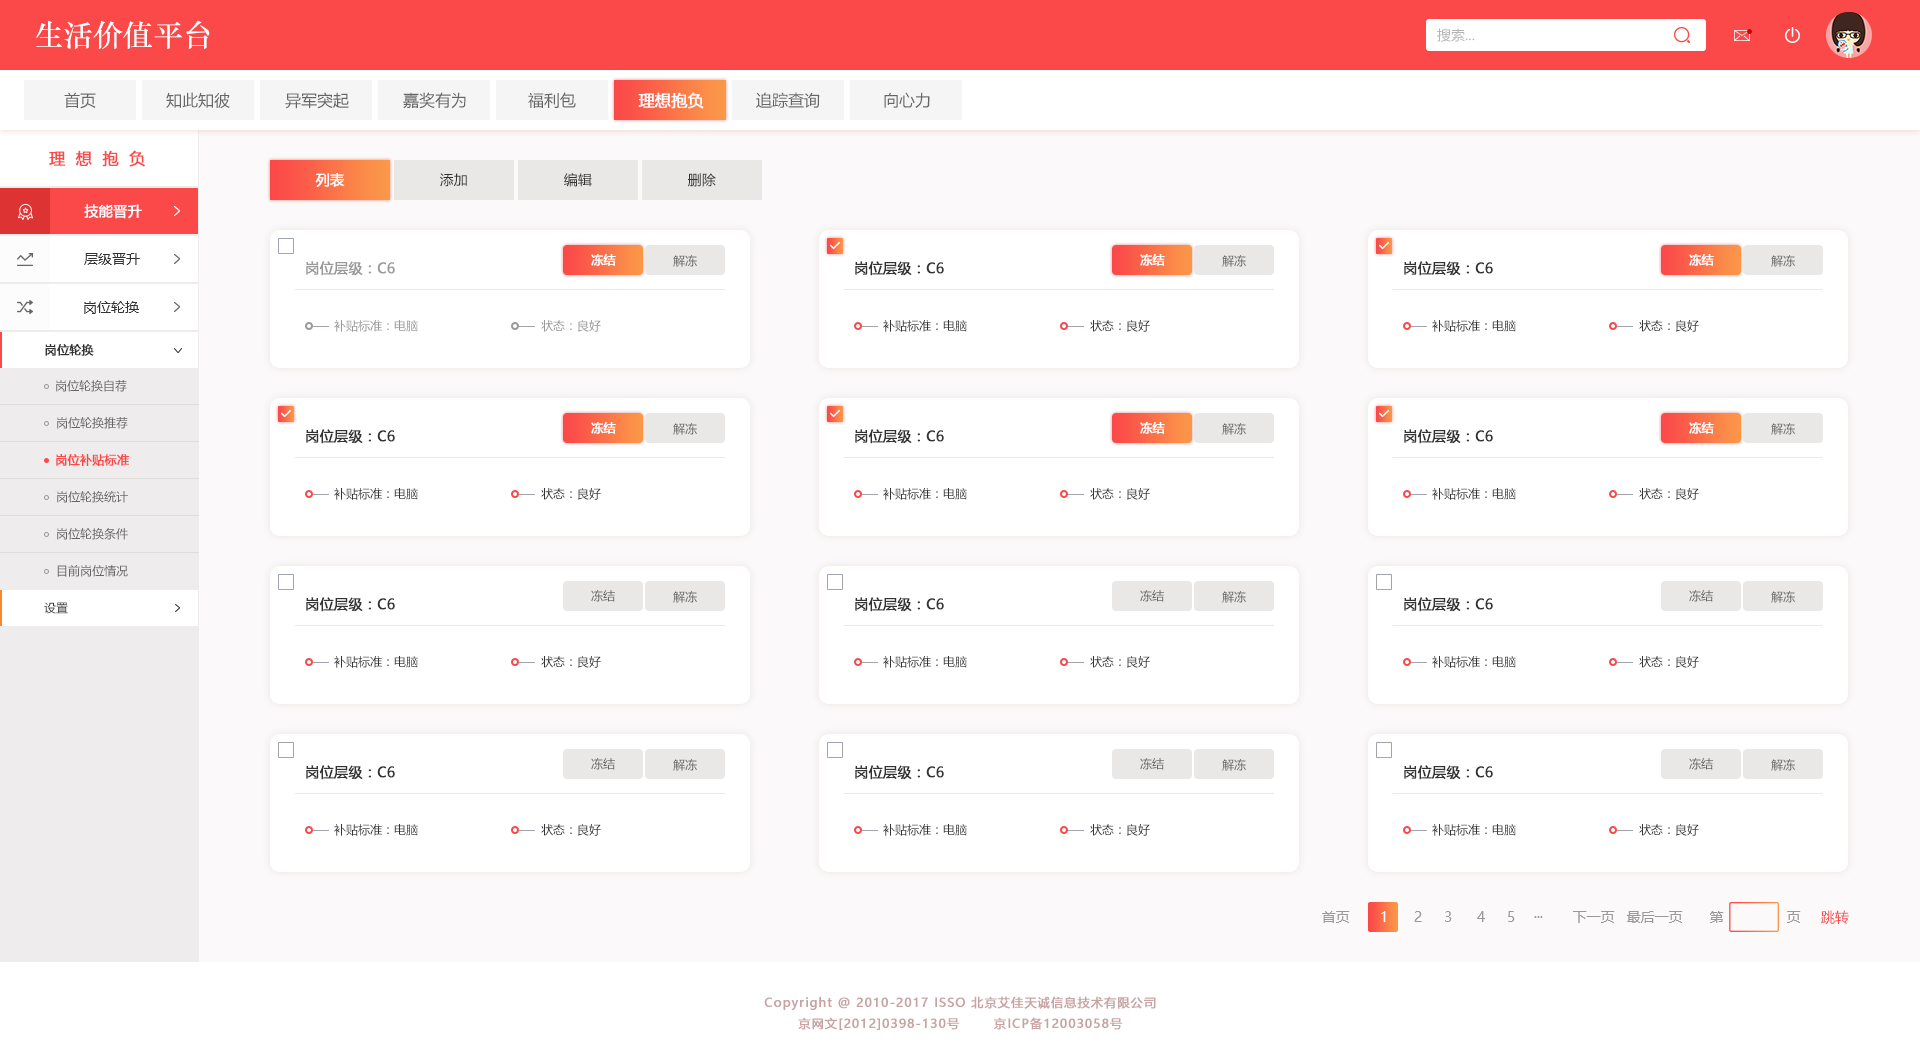 生活价值平台
搜索...
首页 知此知彼 异军突起 嘉奖有为 福利包 理想抱负 追踪查询 向心力
理想抱负
技能晋升
层级晋升
岗位轮换
岗位轮换
岗位轮换自荐
岗位轮换推荐
岗位补贴标准
岗位轮换统计
岗位轮换条件
目前岗位情况
设置
列表 添加 编辑 删除
岗位层级：C6 冻结 解冻
补贴标准：电脑 状态：良好
岗位层级：C6 冻结 解冻
补贴标准：电脑 状态：良好
岗位层级：C6 冻结 解冻
补贴标准：电脑 状态：良好
岗位层级：C6 冻结 解冻
补贴标准：电脑 状态：良好
岗位层级：C6 冻结 解冻
补贴标准：电脑 状态：良好
岗位层级：C6 冻结 解冻
补贴标准：电脑 状态：良好
岗位层级：C6 冻结 解冻
补贴标准：电脑 状态：良好
岗位层级：C6 冻结 解冻
补贴标准：电脑 状态：良好
岗位层级：C6 冻结 解冻
补贴标准：电脑 状态：良好
岗位层级：C6 冻结 解冻
补贴标准：电脑 状态：良好
岗位层级：C6 冻结 解冻
补贴标准：电脑 状态：良好
岗位层级：C6 冻结 解冻
补贴标准：电脑 状态：良好
首页 1 2 3 4 5 ... 下一页 最后一页 第 页 跳转
Copyright @ 2010-2017 ISSO 北京艾佳天诚信息技术有限公司
京网文[2012]0398-130号 京ICP备12003058号